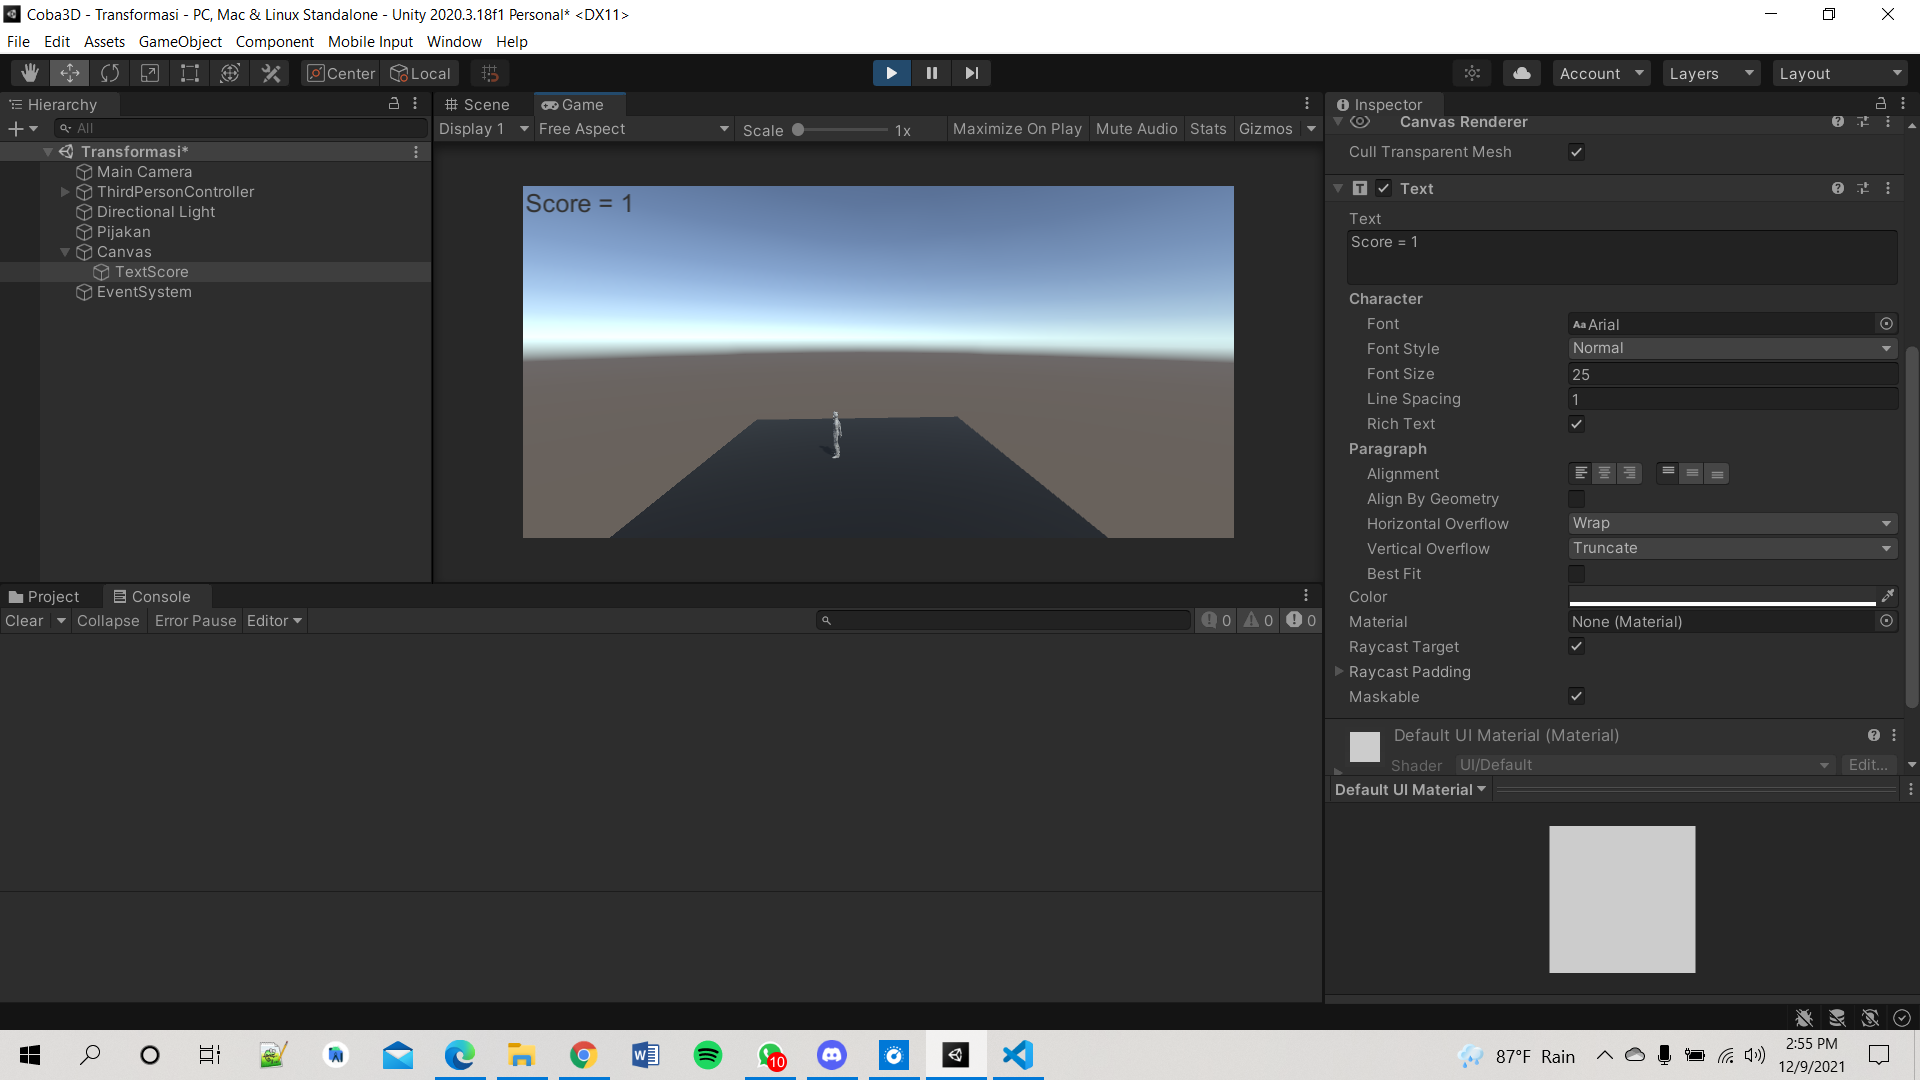 Coba3D - Transformasi - PC, Mac & Linux Standalone - Unity 2020.3.18f1 Personal* <DX11>
File Edit Assets GameObject Component Mobile Input Window Help
Center Local Account Layers Layout
Hierarchy
All
Transformasi*
Main Camera
ThirdPersonController
Directional Light
Pijakan
Canvas
TextScore
EventSystem
Scene Game
Display 1 Free Aspect Scale 1x Maximize On Play Mute Audio Stats Gizmos
Score = 1
Inspector
Canvas Renderer
Cull Transparent Mesh
Text
Text
Score = 1
Character
Font Arial
Font Style Normal
Font Size 25
Line Spacing 1
Rich Text
Paragraph
Alignment
Align By Geometry
Horizontal Overflow Wrap
Vertical Overflow Truncate
Best Fit
Color
Material None (Material)
Raycast Target
Raycast Padding
Maskable
Default UI Material (Material)
Shader UI/Default Edit...
Default UI Material
Project Console
Clear Collapse Error Pause Editor 0 0 0
10
87°F Rain
2:55 PM
12/9/2021